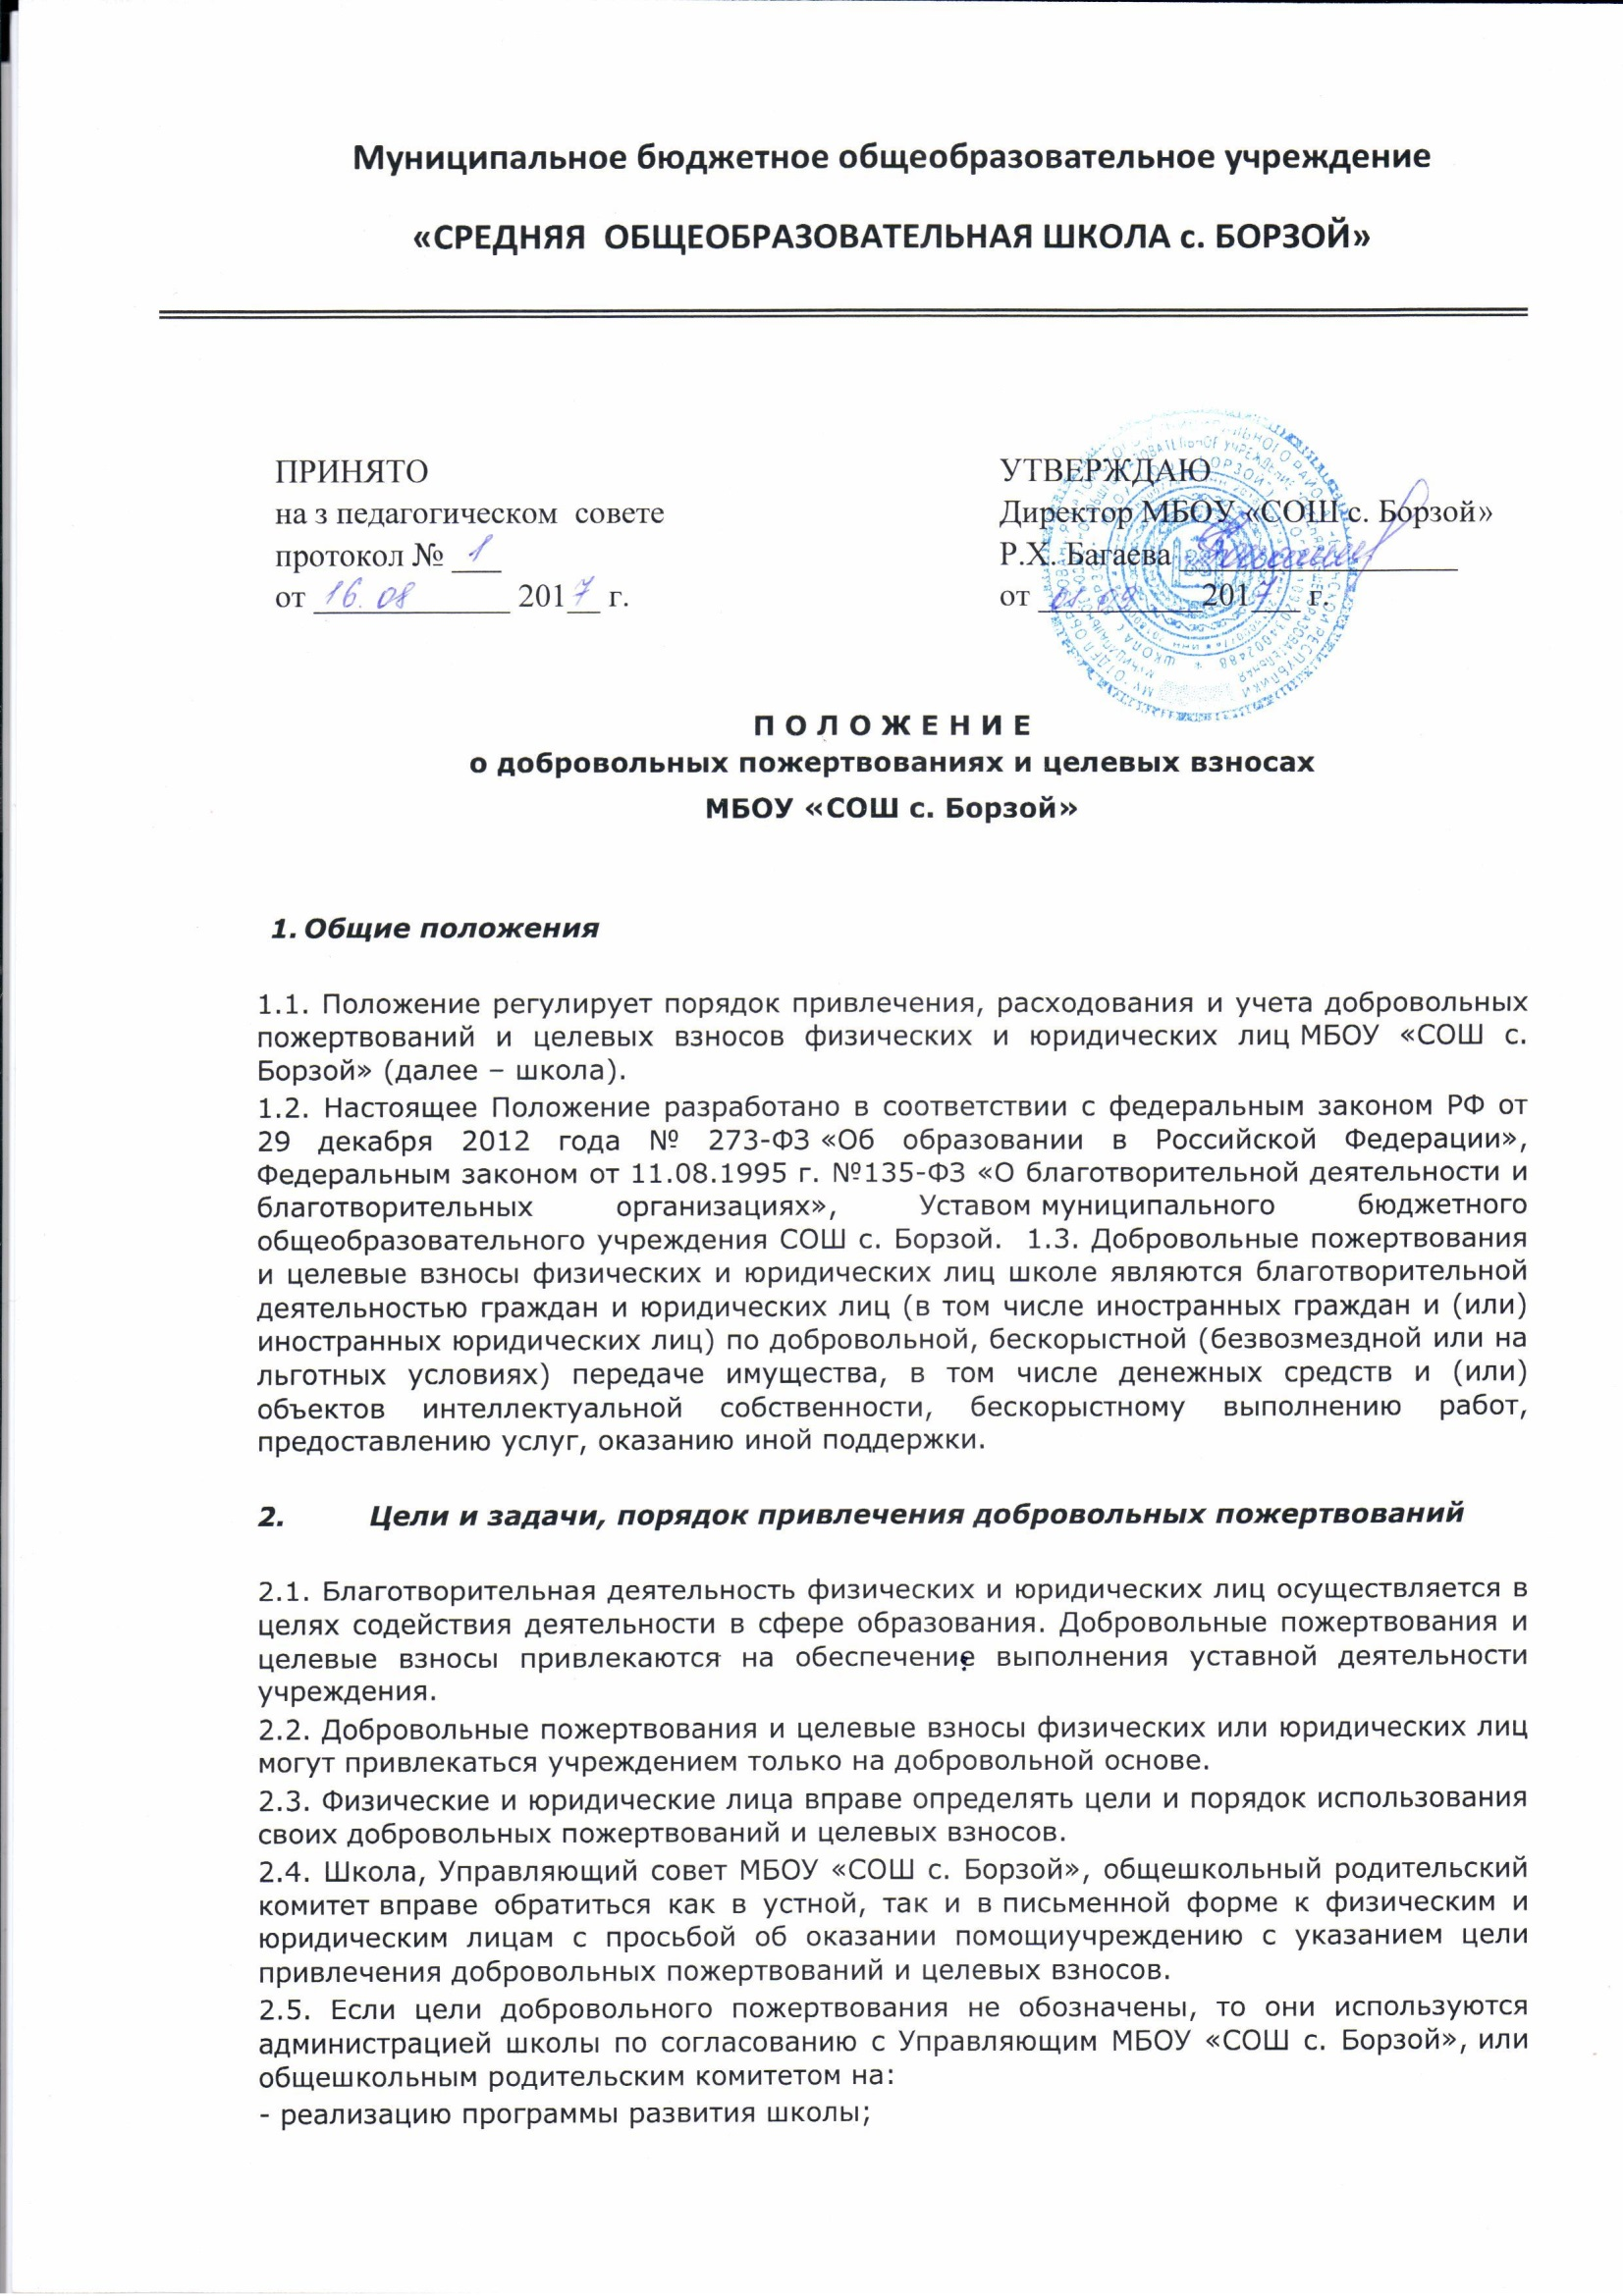 Муниципальное бюджетное общеобразовательное учреждение
«СРЕДНЯЯ ОБЩЕОБРАЗОВАТЕЛЬНАЯ ШКОЛА с. БОРЗОЙ»
ПРИНЯТО
на з педагогическом совете
протокол № 1
от 16.08 2017 г.
УТВЕРЖДАЮ
Директор МБОУ «СОШ с. Борзой»
Р.Х. Багаева
от 2017 г.
П О Л О Ж Е Н И Е
о добровольных пожертвованиях и целевых взносах
МБОУ «СОШ с. Борзой»
1. Общие положения
1.1. Положение регулирует порядок привлечения, расходования и учета добровольных
пожертвований и целевых взносов физических и юридических лиц МБОУ «СОШ с.
Борзой» (далее – школа).
1.2. Настоящее Положение разработано в соответствии с федеральным законом РФ от
29 декабря 2012 года № 273-ФЗ «Об образовании в Российской Федерации»,
Федеральным законом от 11.08.1995 г. №135-ФЗ «О благотворительной деятельности и
благотворительных организациях», Уставом муниципального бюджетного
общеобразовательного учреждения СОШ с. Борзой. 1.3. Добровольные пожертвования
и целевые взносы физических и юридических лиц школе являются благотворительной
деятельностью граждан и юридических лиц (в том числе иностранных граждан и (или)
иностранных юридических лиц) по добровольной, бескорыстной (безвозмездной или на
льготных условиях) передаче имущества, в том числе денежных средств и (или)
объектов интеллектуальной собственности, бескорыстному выполнению работ,
предоставлению услуг, оказанию иной поддержки.
2. Цели и задачи, порядок привлечения добровольных пожертвований
2.1. Благотворительная деятельность физических и юридических лиц осуществляется в
целях содействия деятельности в сфере образования. Добровольные пожертвования и
целевые взносы привлекаются на обеспечение выполнения уставной деятельности
учреждения.
2.2. Добровольные пожертвования и целевые взносы физических или юридических лиц
могут привлекаться учреждением только на добровольной основе.
2.3. Физические и юридические лица вправе определять цели и порядок использования
своих добровольных пожертвований и целевых взносов.
2.4. Школа, Управляющий совет МБОУ «СОШ с. Борзой», общешкольный родительский
комитет вправе обратиться как в устной, так и в письменной форме к физическим и
юридическим лицам с просьбой об оказании помощиучреждению с указанием цели
привлечения добровольных пожертвований и целевых взносов.
2.5. Если цели добровольного пожертвования не обозначены, то они используются
администрацией школы по согласованию с Управляющим МБОУ «СОШ с. Борзой», или
общешкольным родительским комитетом на:
- реализацию программы развития школы;